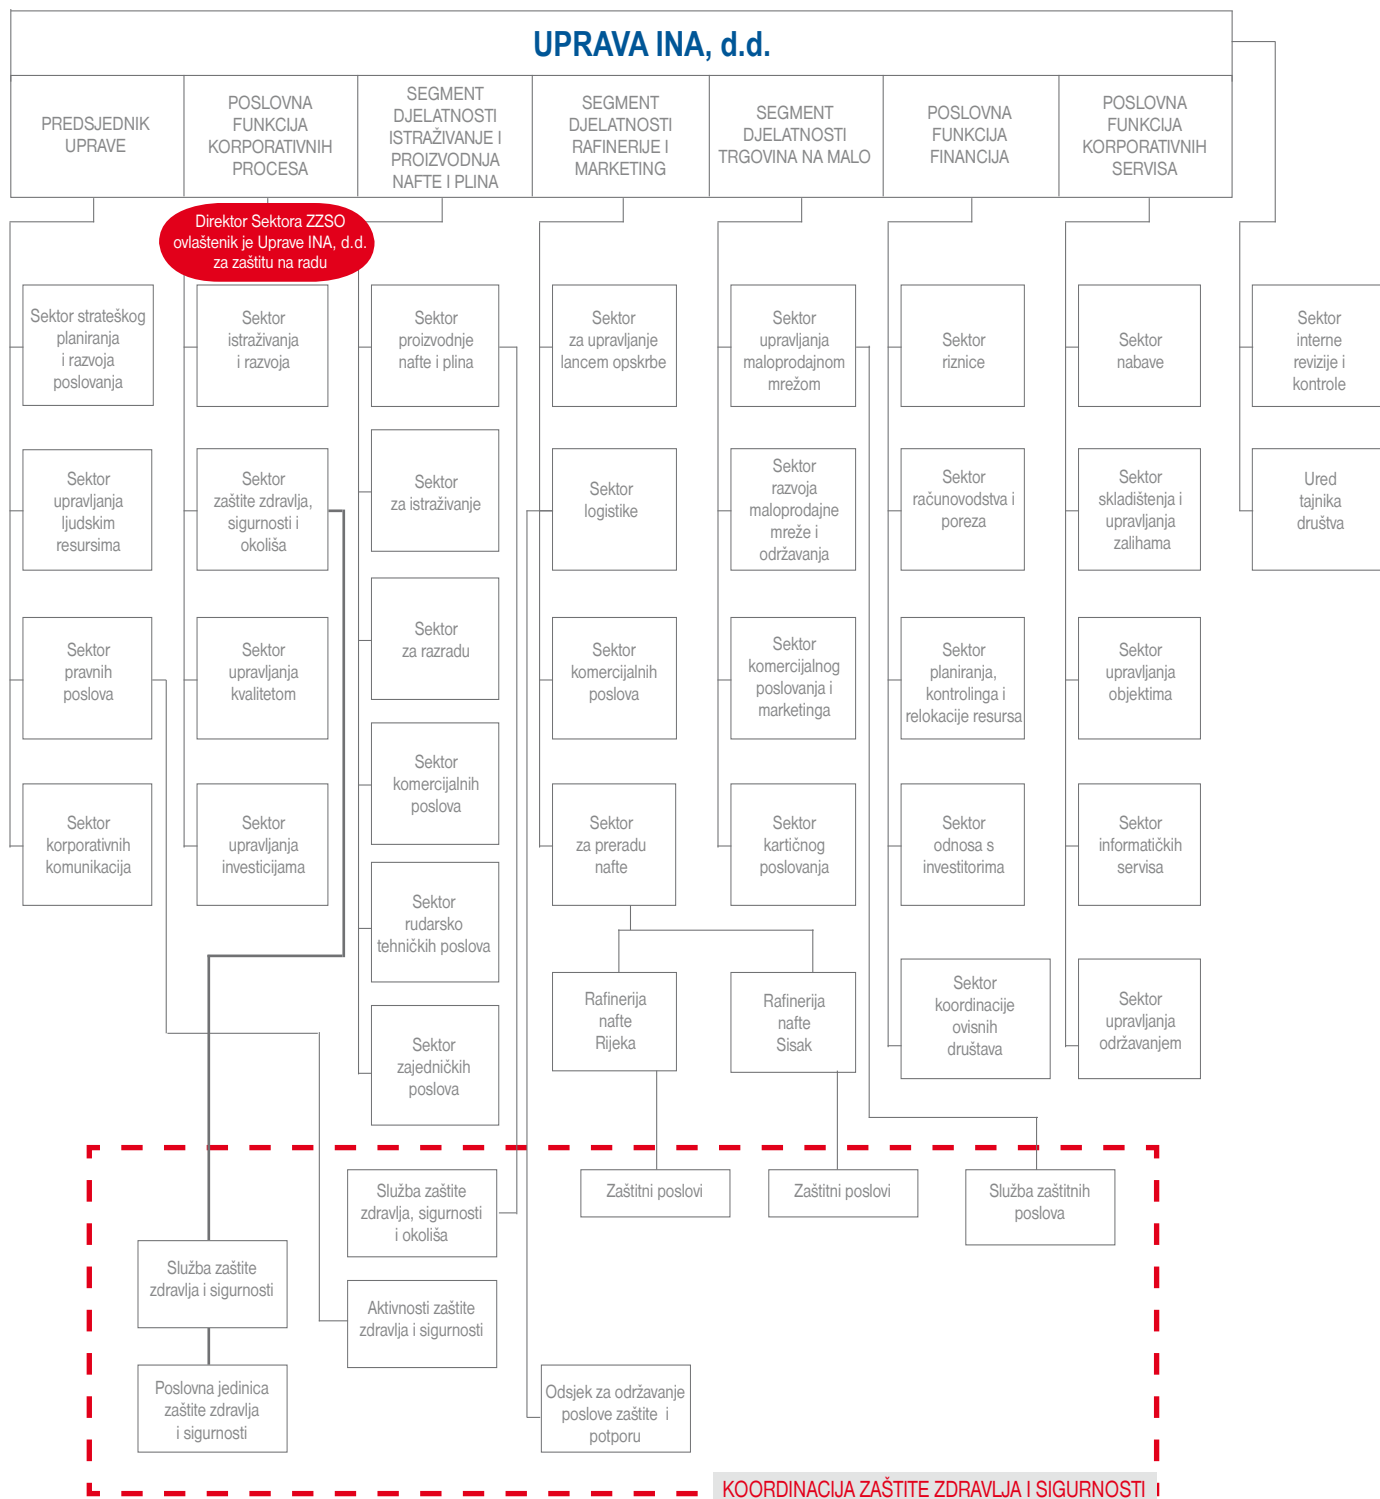 UPRAVA INA, d.d.
PREDSJEDNIK
UPRAVE
POSLOVNA
FUNKCIJA
KORPORATIVNIH
PROCESA
SEGMENT
DJELATNOSTI
ISTRAŽIVANJE I
PROIZVODNJA
NAFTE I PLINA
SEGMENT
DJELATNOSTI
RAFINERIJE I
MARKETING
SEGMENT
DJELATNOSTI
TRGOVINA NA MALO
POSLOVNA
FUNKCIJA
FINANCIJA
POSLOVNA
FUNKCIJA
KORPORATIVNIH
SERVISA
Direktor Sektora ZZSO
ovlaštenik je Uprave INA, d.d.
za zaštitu na radu
Sektor strateškog
planiranja
i razvoja
poslovanja
Sektor
istraživanja
i razvoja
Sektor
proizvodnje
nafte i plina
Sektor
za upravljanje
lancem opskrbe
Sektor
upravljanja
maloprodajnom
mrežom
Sektor
riznice
Sektor
nabave
Sektor
interne
revizije i
kontrole
Sektor
upravljanja
ljudskim
resursima
Sektor
zaštite zdravlja,
sigurnosti i
okoliša
Sektor
za istraživanje
Sektor
logistike
Sektor
razvoja
maloprodajne
mreže i
održavanja
Sektor
računovodstva i
poreza
Sektor
skladištenja i
upravljanja
zalihama
Ured
tajnika
društva
Sektor
pravnih
poslova
Sektor
upravljanja
kvalitetom
Sektor
za razradu
Sektor
komercijalnih
poslova
Sektor
komercijalnog
poslovanja i
marketinga
Sektor
planiranja,
kontrolinga i
relokacije resursa
Sektor
upravljanja
objektima
Sektor
korporativnih
komunikacija
Sektor
upravljanja
investicijama
Sektor
komercijalnih
poslova
Sektor
za preradu
nafte
Sektor
kartičnog
poslovanja
Sektor
odnosa s
investitorima
Sektor
informatičkih
servisa
Sektor
rudarsko
tehničkih poslova
Rafinerija
nafte
Rijeka
Rafinerija
nafte
Sisak
Sektor
koordinacije
ovisnih
društava
Sektor
upravljanja
održavanjem
Sektor
zajedničkih
poslova
Služba zaštite
zdravlja, sigurnosti
i okoliša
Zaštitni poslovi
Zaštitni poslovi
Služba zaštitnih
poslova
Služba zaštite
zdravlja i sigurnosti
Aktivnosti zaštite
zdravlja i sigurnosti
Poslovna jedinica
zaštite zdravlja
i sigurnosti
Odsjek za održavanje
poslove zaštite i
potporu
KOORDINACIJA ZAŠTITE ZDRAVLJA I SIGURNOSTI